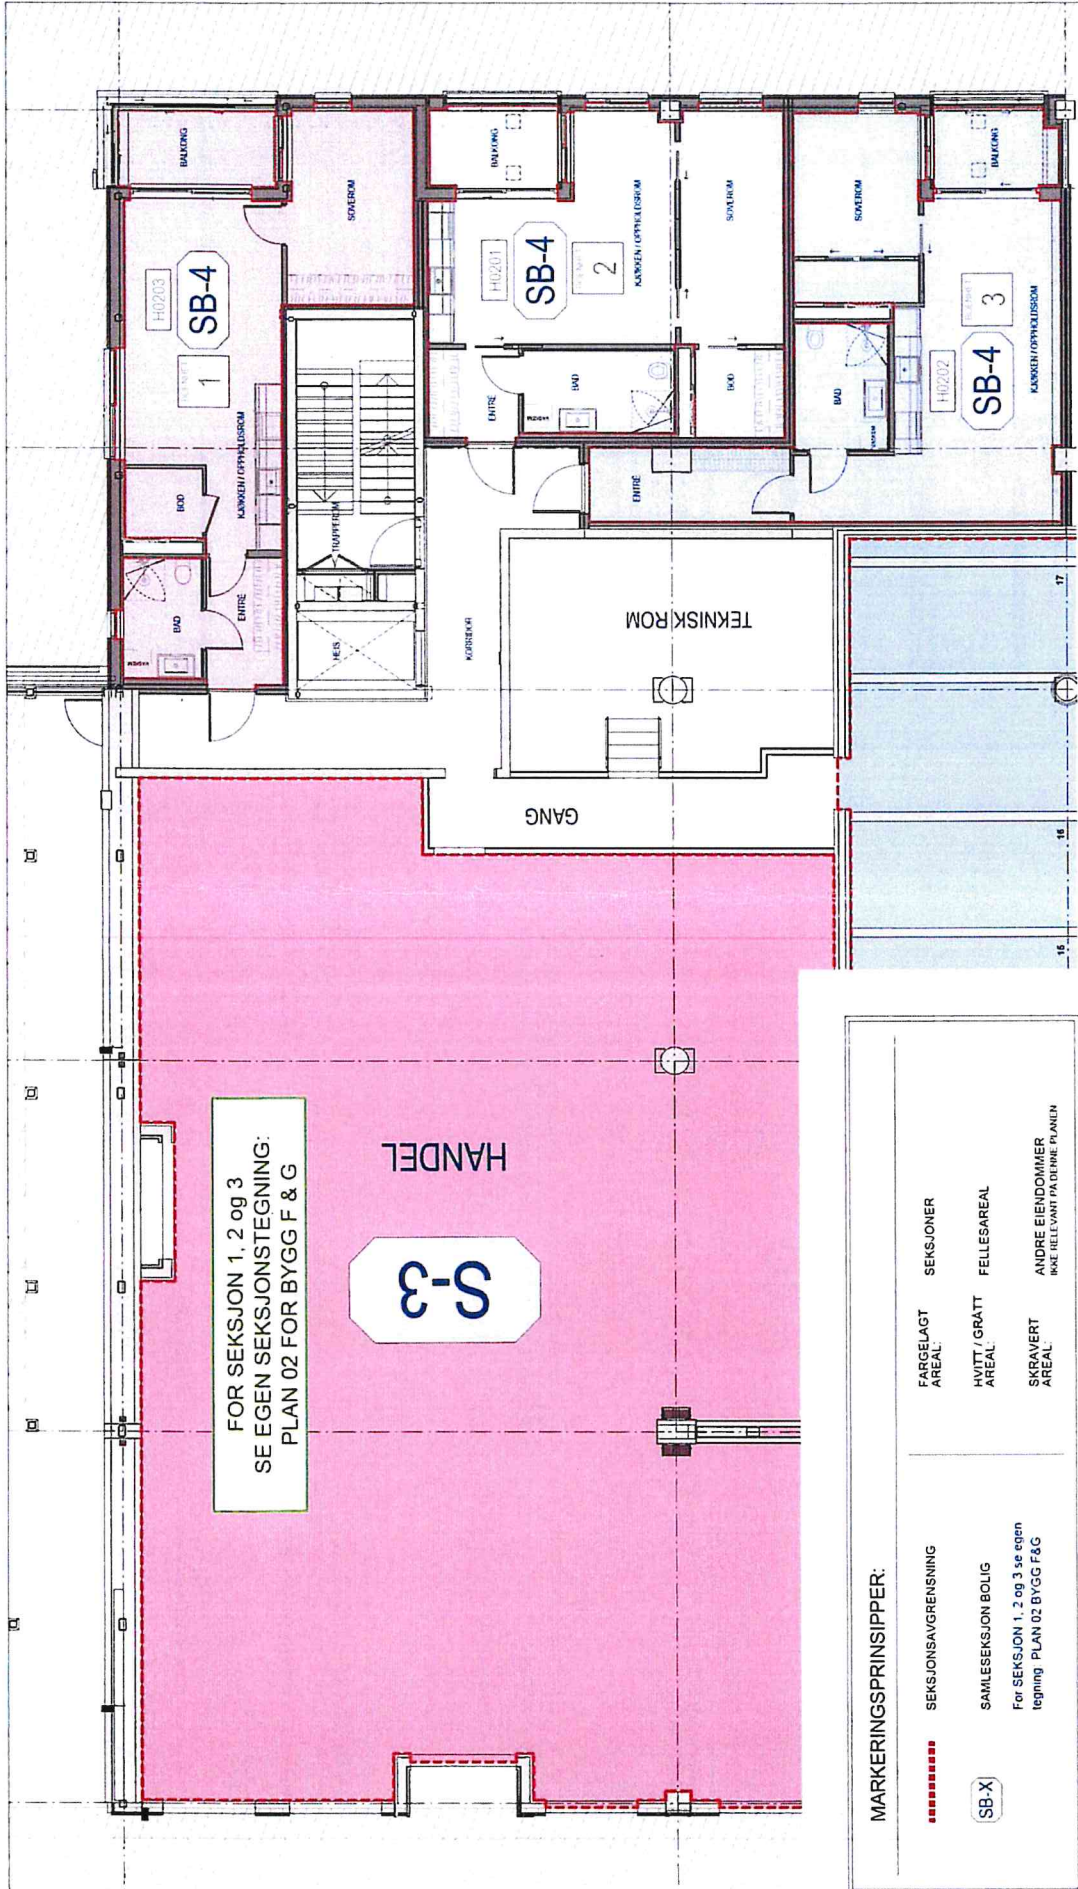 BALKONG
SOVEROM
H0203
SB-4
1
KJØKKEN / OPPHOLDSROM
BOD
BAD
VASK/EM
ENTRÉ
TRAPPEROM
HEIS
KORRIDOR
BALKONG
H0201
SB-4
2
KJØKKEN / OPPHOLDSROM
SOVEROM
ENTRÉ
BAD
BOD
SOVEROM
BALKONG
H0202
SB-4
3
KJØKKEN / OPPHOLDSROM
BAD
ENTRÉ
TEKNISK ROM
GANG
17
16
15
FOR SEKSJON 1, 2 og 3
SE EGEN SEKSJONSTEGNING:
PLAN 02 FOR BYGG F & G
HANDEL
S-3
MARKERINGSPRINSIPPER:
SEKSJONSAVGRENSNING
SB-X
SAMLESEKSJON BOLIG
For SEKSJON 1, 2 og 3 se egen
tegning PLAN 02 BYGG F&G
FARGELAGT
AREAL:
SEKSJONER
HVITT / GRÅTT
AREAL:
FELLESAREAL
SKRAVERT
AREAL:
ANDRE EIENDOMMER
IKKE RELEVANT PÅ DENNE PLANEN